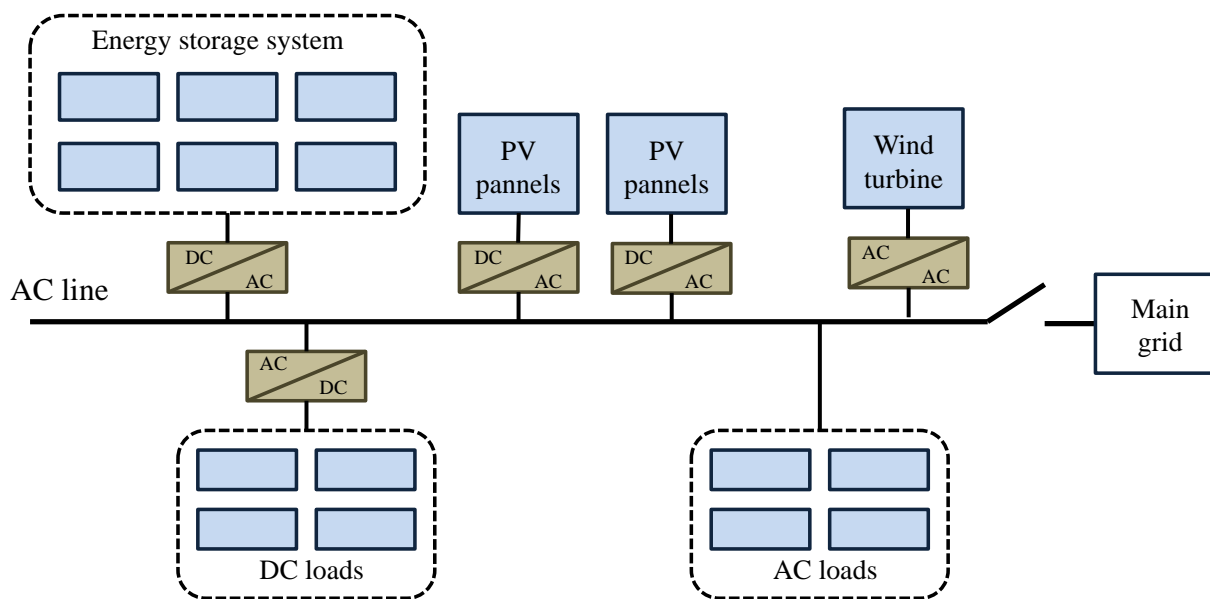 Energy storage system
PV
pannels
PV
pannels
Wind
turbine
DC
AC
DC
AC
DC
AC
AC
AC
AC line
Main
grid
AC
DC
DC loads
AC loads